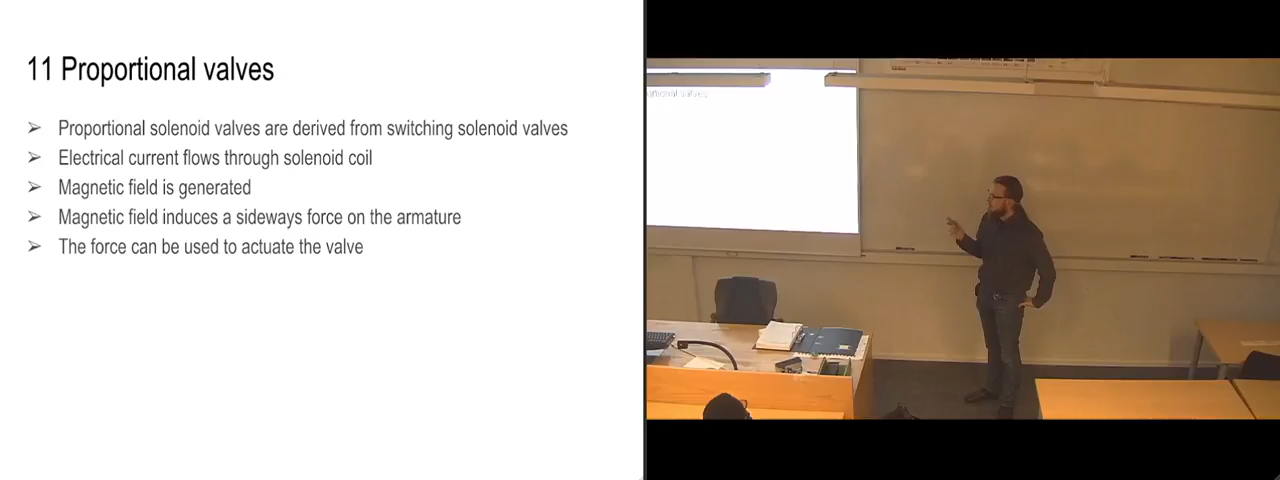 11 Proportional valves
➢ Proportional solenoid valves are derived from switching solenoid valves
➢ Electrical current flows through solenoid coil
➢ Magnetic field is generated
➢ Magnetic field induces a sideways force on the armature
➢ The force can be used to actuate the valve